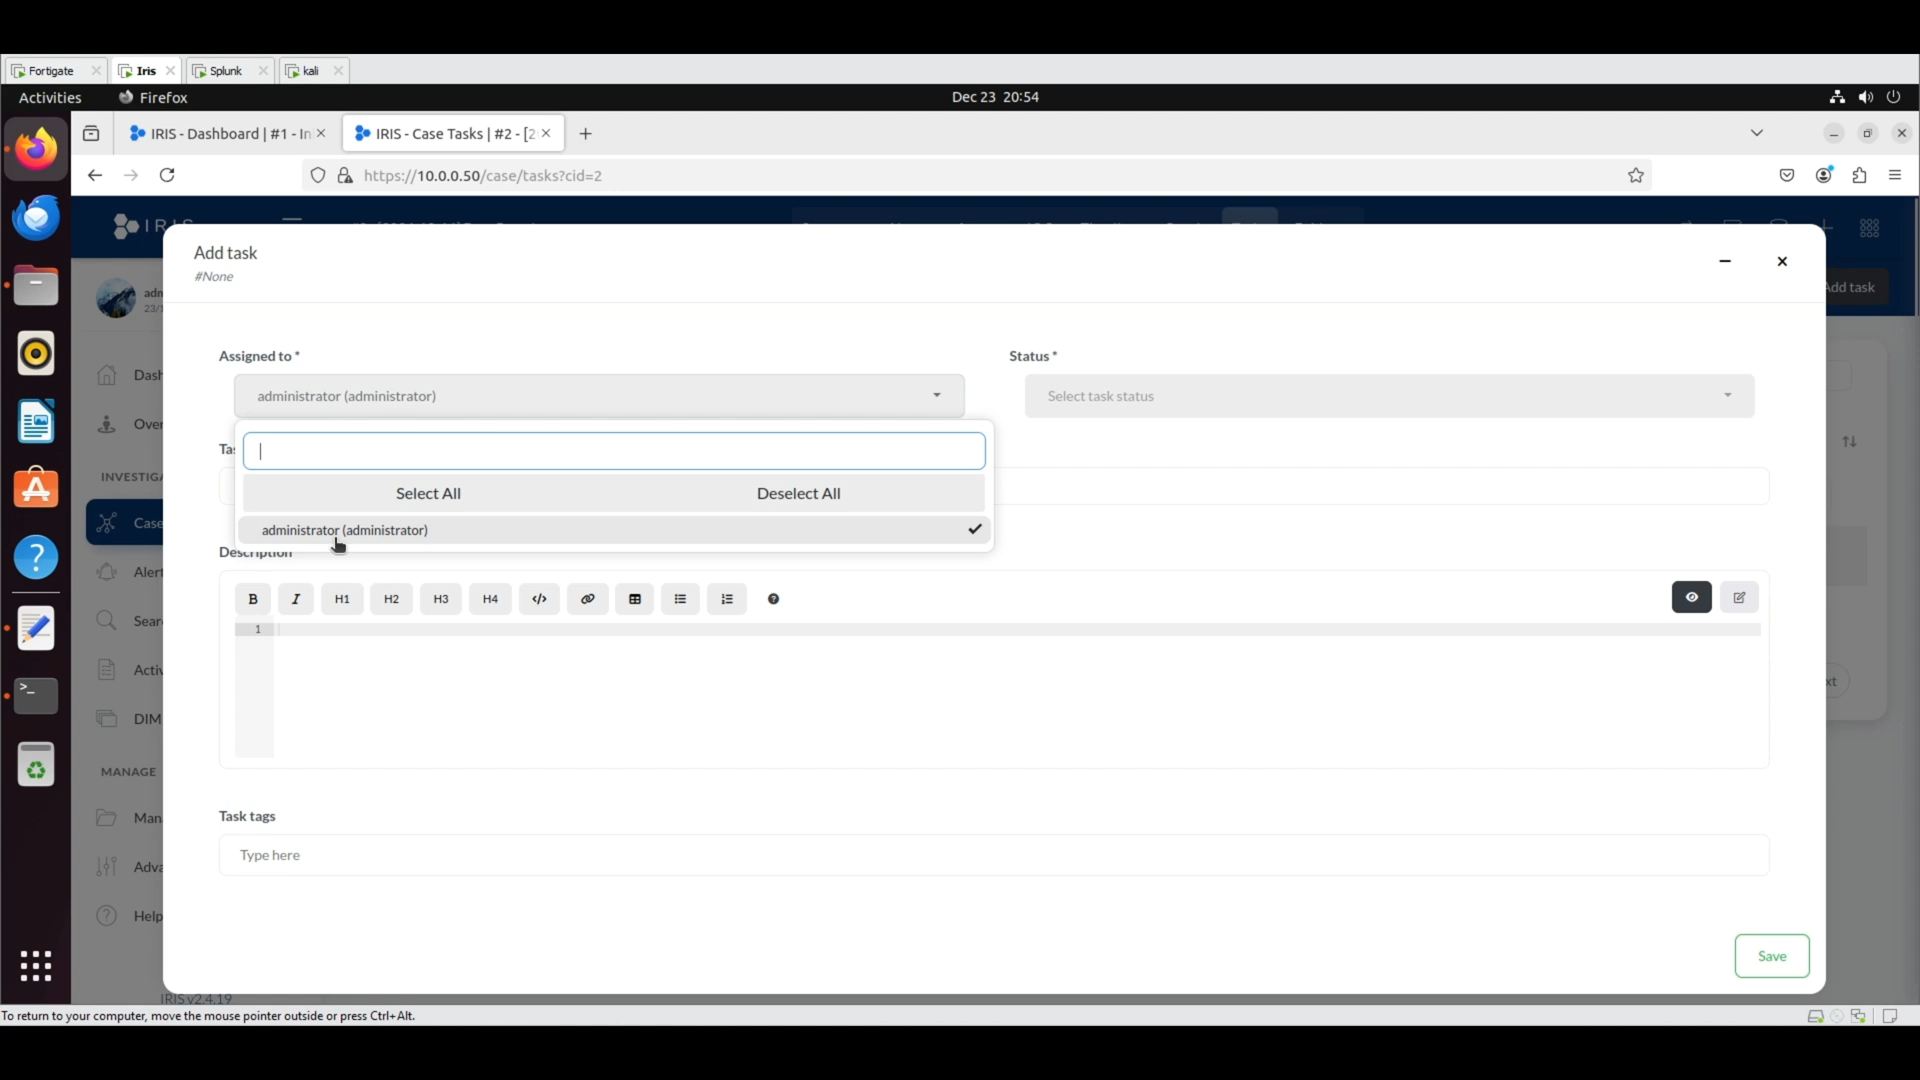 Fortigate
Iris
Splunk
kali
Activities
Firefox
Dec 23 20:54
IRIS - Dashboard | #1 - In
IRIS - Case Tasks | #2 - [2
https://10.0.0.50/case/tasks?cid=2
Add task
#None
Add task
adm
23/1
Assigned to *
Status *
administrator (administrator)
Select task status
Dash
Over
INVESTIGA
Case
Alert
Sear
Activ
DIM
MANAGE
Man
Adva
Help
IRIS v2.4.19
Tas
Select All
Deselect All
administrator (administrator)
Description
B
I
H1
H2
H3
H4
</>
1
Task tags
Type here
xt
Save
To return to your computer, move the mouse pointer outside or press Ctrl+Alt.